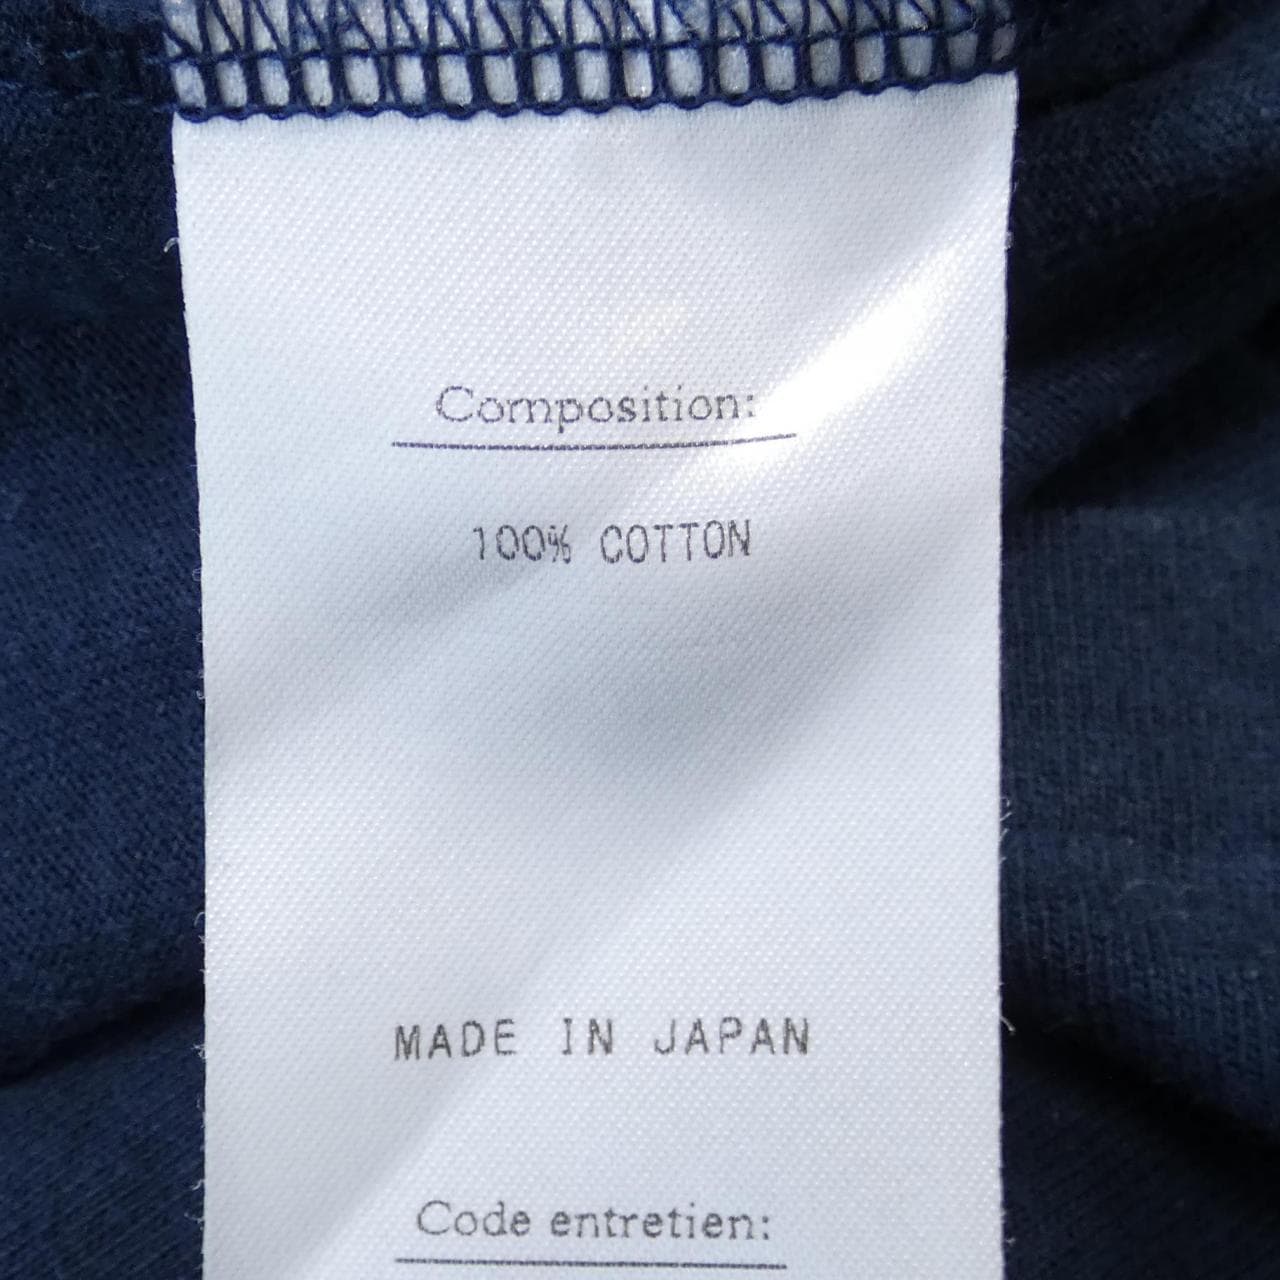 Composition:
100% COTTON
MADE IN JAPAN
Code entretien: